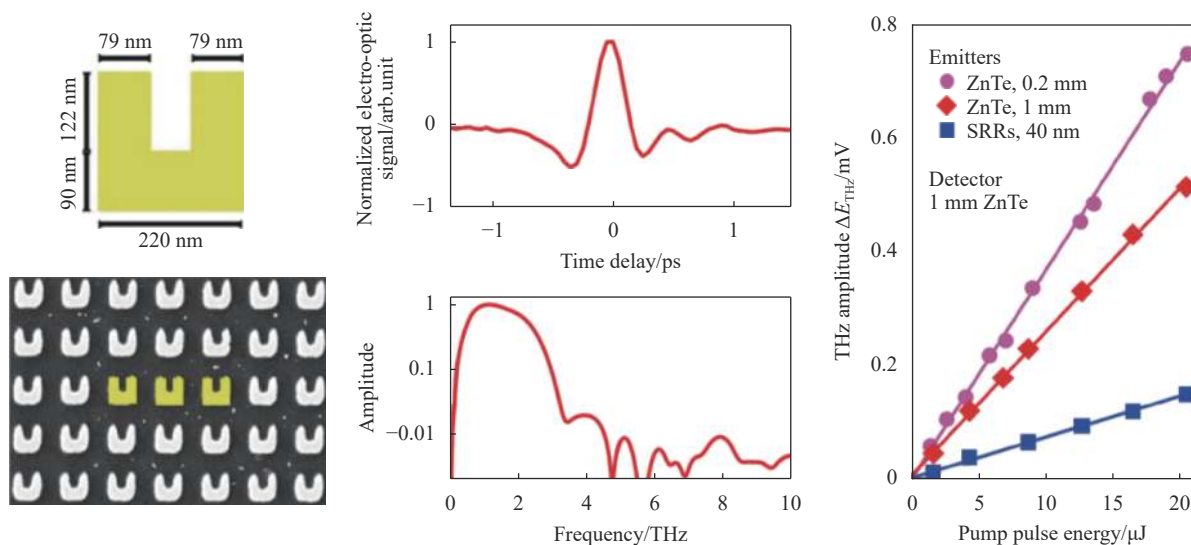 79 nm
79 nm
122 nm
90 nm
220 nm
Normalized electro-optic
signal/arb.unit
1
0
−1
−1
0
1
Time delay/ps
Amplitude
1
0.1
−0.01
0
2
4
6
8
10
Frequency/THz
THz amplitude ΔE_THz/mV
0.8
0.6
0.4
0.2
0
Emitters
ZnTe, 0.2 mm
ZnTe, 1 mm
SRRs, 40 nm
Detector
1 mm ZnTe
0
5
10
15
20
Pump pulse energy/μJ